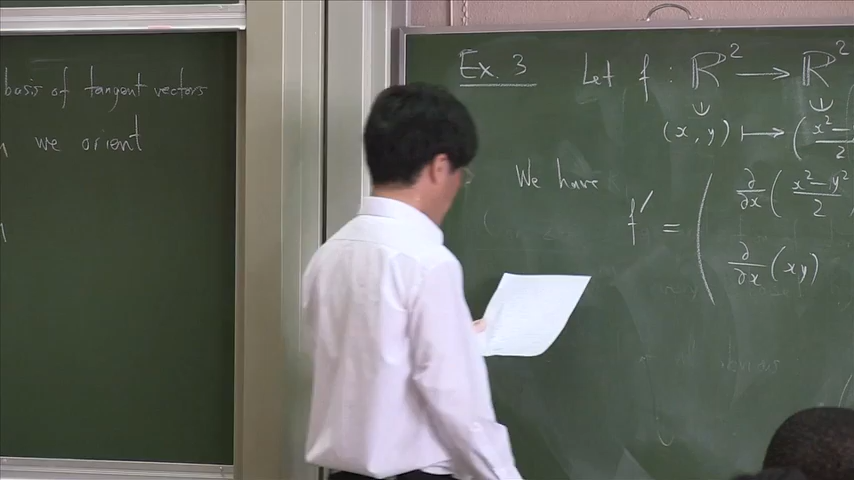 basis of tangent vectors
we orient
Ex. 3 Let f : ℝ² ⟶ ℝ²
(x, y) ⟼ ( x² − / 2
We have
f′ = ( ∂/∂x ( x² − y² / 2
∂/∂x (xy)